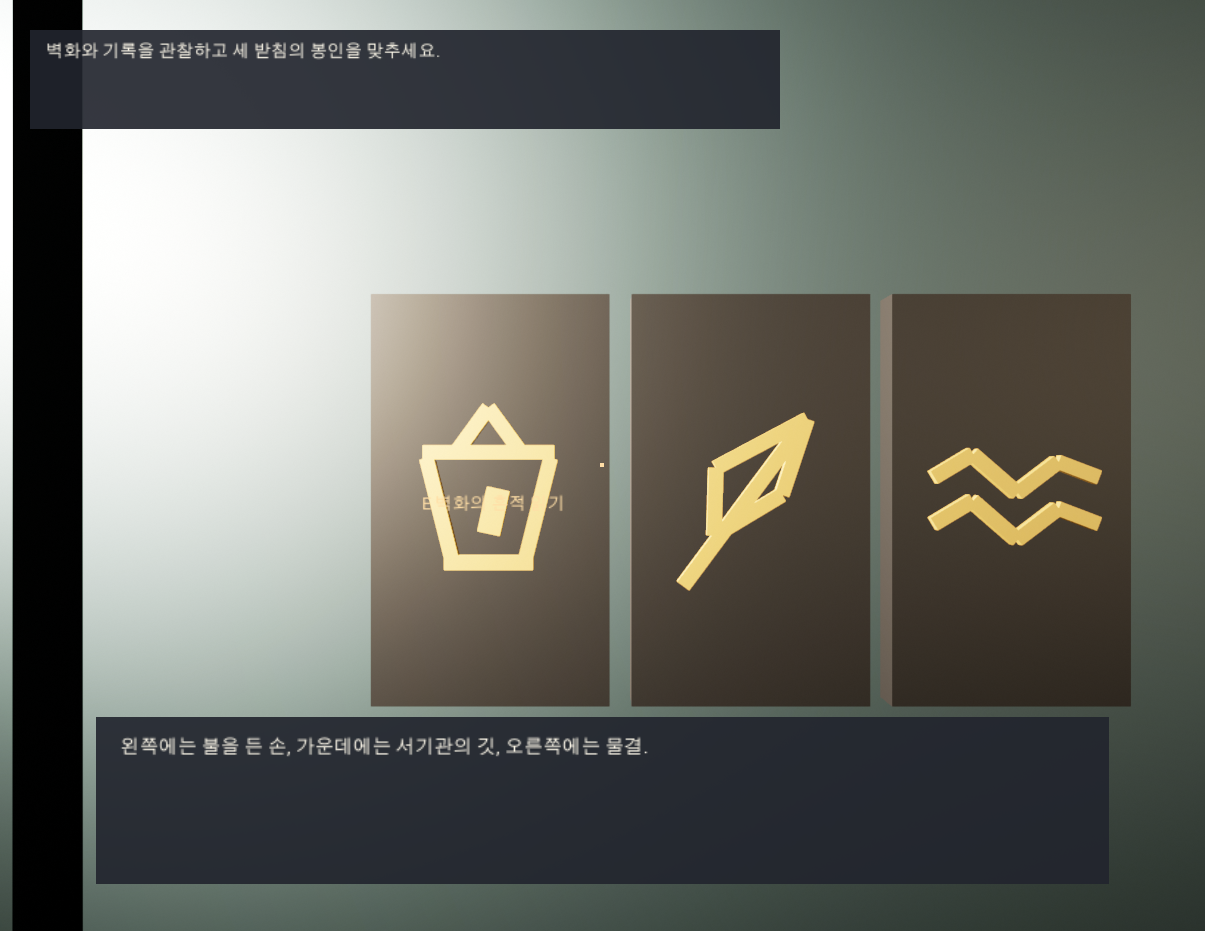 벽화와 기록을 관찰하고 세 받침의 봉인을 맞추세요.
적 기
왼쪽에는 불을 든 손, 가운데에는 서기관의 깃, 오른쪽에는 물결.